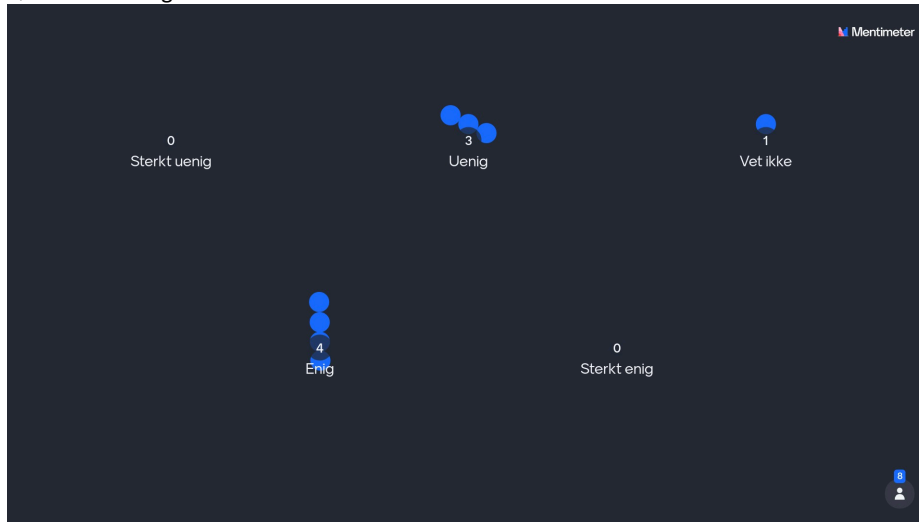 Mentimeter
0
Sterkt uenig
3
Uenig
1
Vet ikke
4
Enig
0
Sterkt enig
8